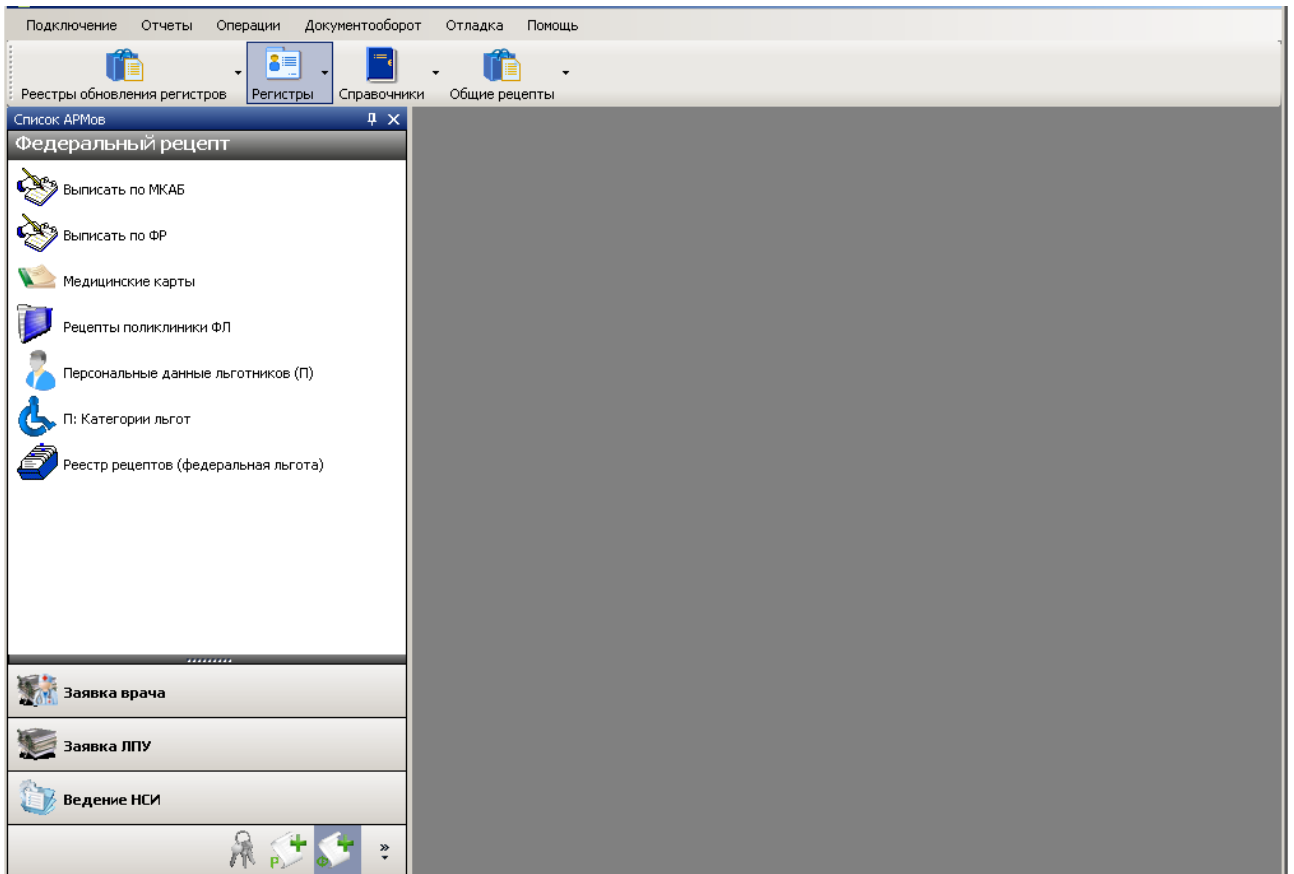 Подключение Отчеты Операции Документооборот Отладка Помощь
Реестры обновления регистров Регистры Справочники Общие рецепты
Список АРМов
Федеральный рецепт
Выписать по МКАБ
Выписать по ФР
Медицинские карты
Рецепты поликлиники ФЛ
Персональные данные льготников (П)
П: Категории льгот
Реестр рецептов (федеральная льгота)
Заявка врача
Заявка ЛПУ
Ведение НСИ
Р Ф